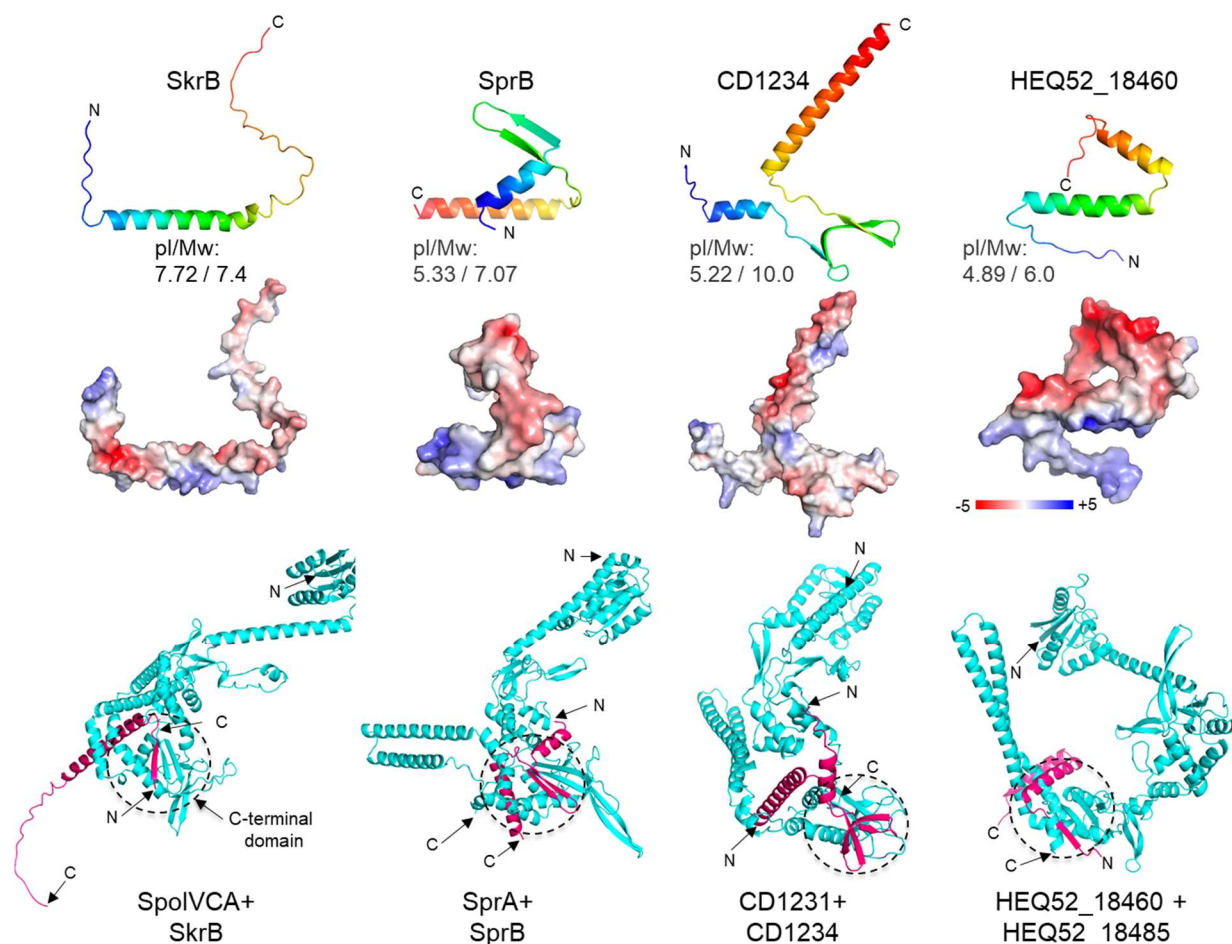 C
SkrB
N
pI/Mw:
7.72 / 7.4
SprB
C
N
pI/Mw:
5.33 / 7.07
C
CD1234
N
pI/Mw:
5.22 / 10.0
HEQ52_18460
C
N
pI/Mw:
4.89 / 6.0
-5 +5
N
C
N
C-terminal
domain
C
SpoIVCA+
SkrB
N
N
C
C
SprA+
SprB
N
N
C
N
CD1231+
CD1234
N
C
C
N
HEQ52_18460 +
HEQ52_18485